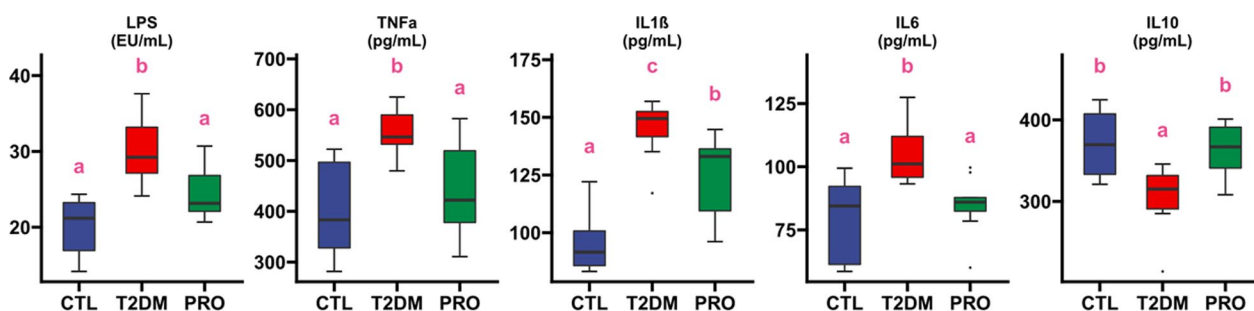 LPS
(EU/mL)
40
30
20
a
b
a
CTL T2DM PRO
TNFa
(pg/mL)
700
600
500
400
300
a
b
a
CTL T2DM PRO
IL1ß
(pg/mL)
175
150
125
100
a
c
b
CTL T2DM PRO
IL6
(pg/mL)
125
100
75
a
b
a
CTL T2DM PRO
IL10
(pg/mL)
400
300
b
a
b
CTL T2DM PRO